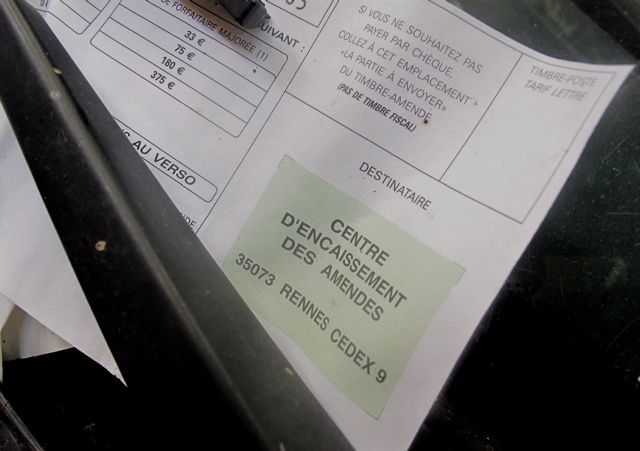 DE FORFAITAIRE MAJORÉE (1)
33 €
75 €
180 €
375 €
SUIVANT :
AU VERSO
SI VOUS NE SOUHAITEZ PAS
PAYER PAR CHÈQUE,
COLLEZ À CET EMPLACEMENT
«LA PARTIE À ENVOYER»
DU TIMBRE-AMENDE
(PAS DE TIMBRE FISCAL)
TIMBRE-POSTE
TARIF LETTRE
DESTINATAIRE
CENTRE
D'ENCAISSEMENT
DES AMENDES
35073 RENNES CEDEX 9